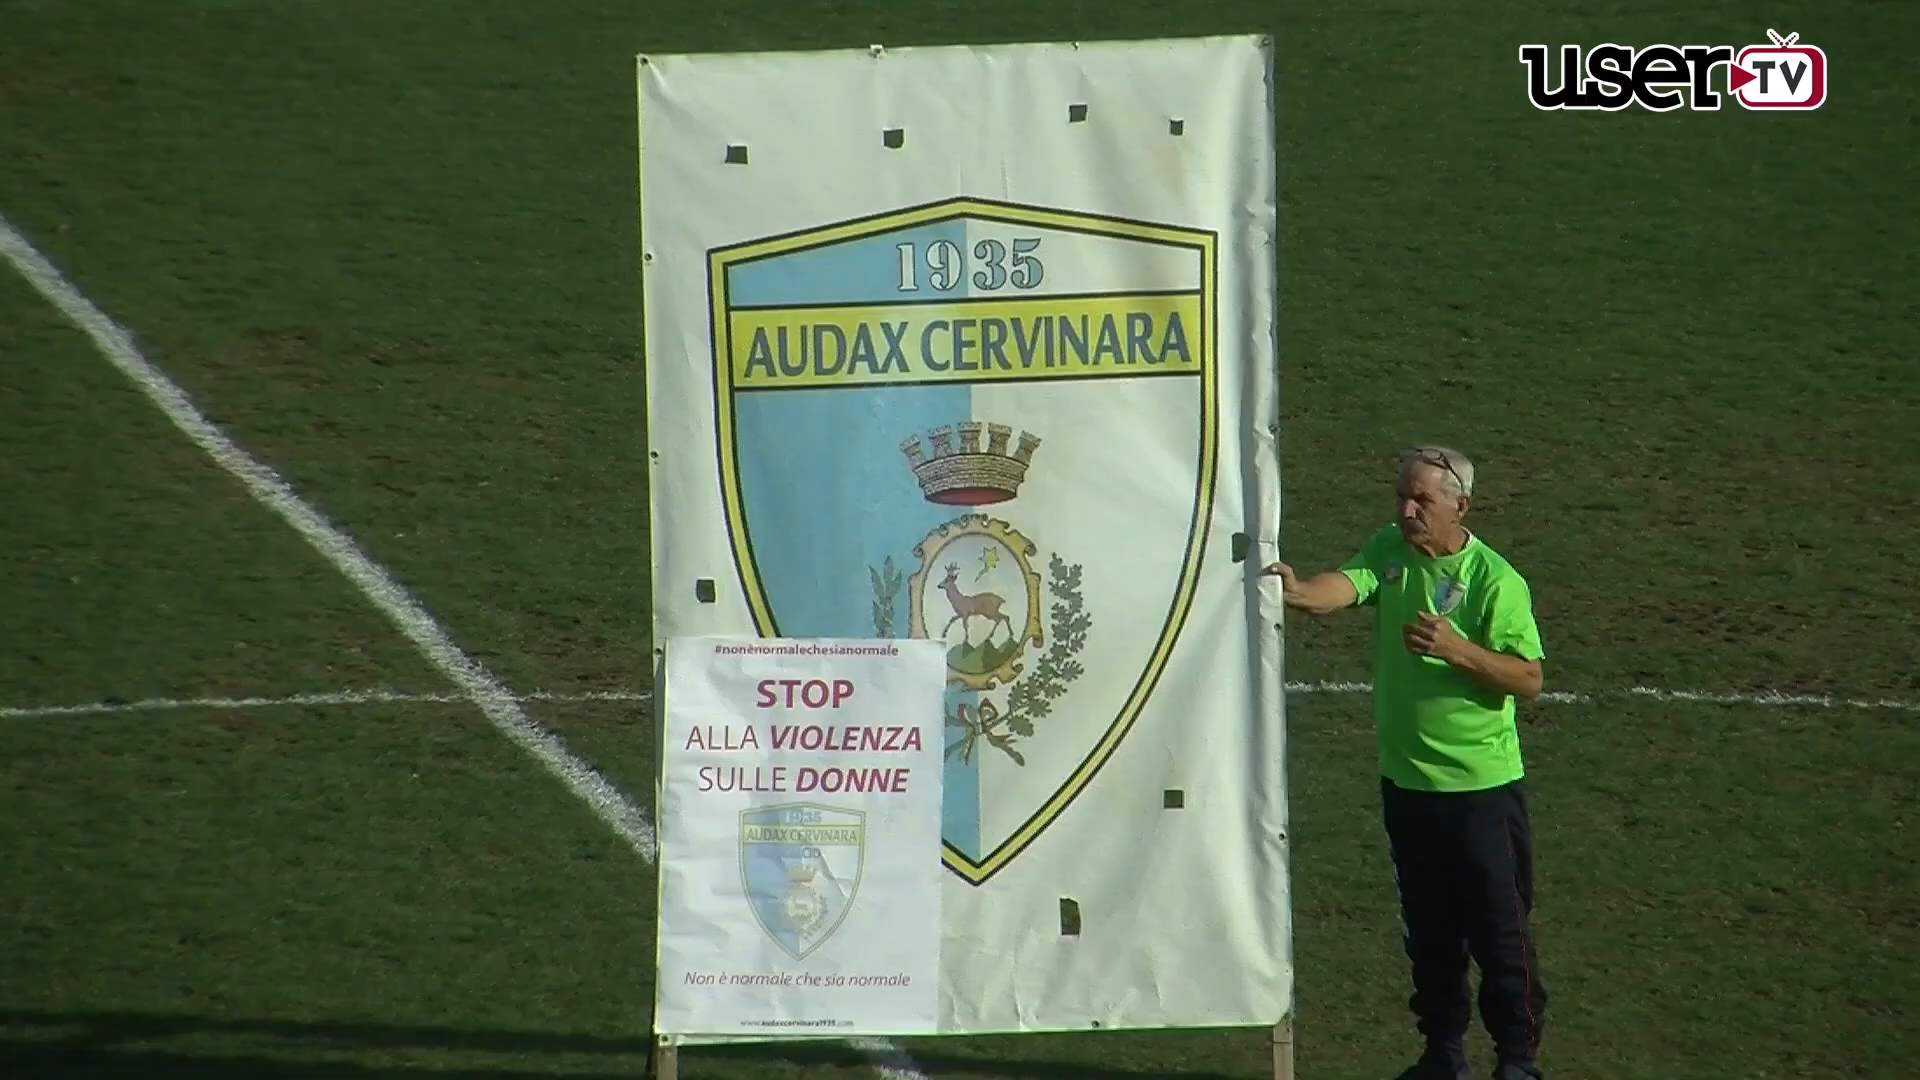 user TV
1935
AUDAX CERVINARA
#nonènormalechesianormale
STOP
ALLA VIOLENZA
SULLE DONNE
1935
AUDAX CERVINARA
CALCIO
Non è normale che sia normale
www.audaxcervinara1935.com